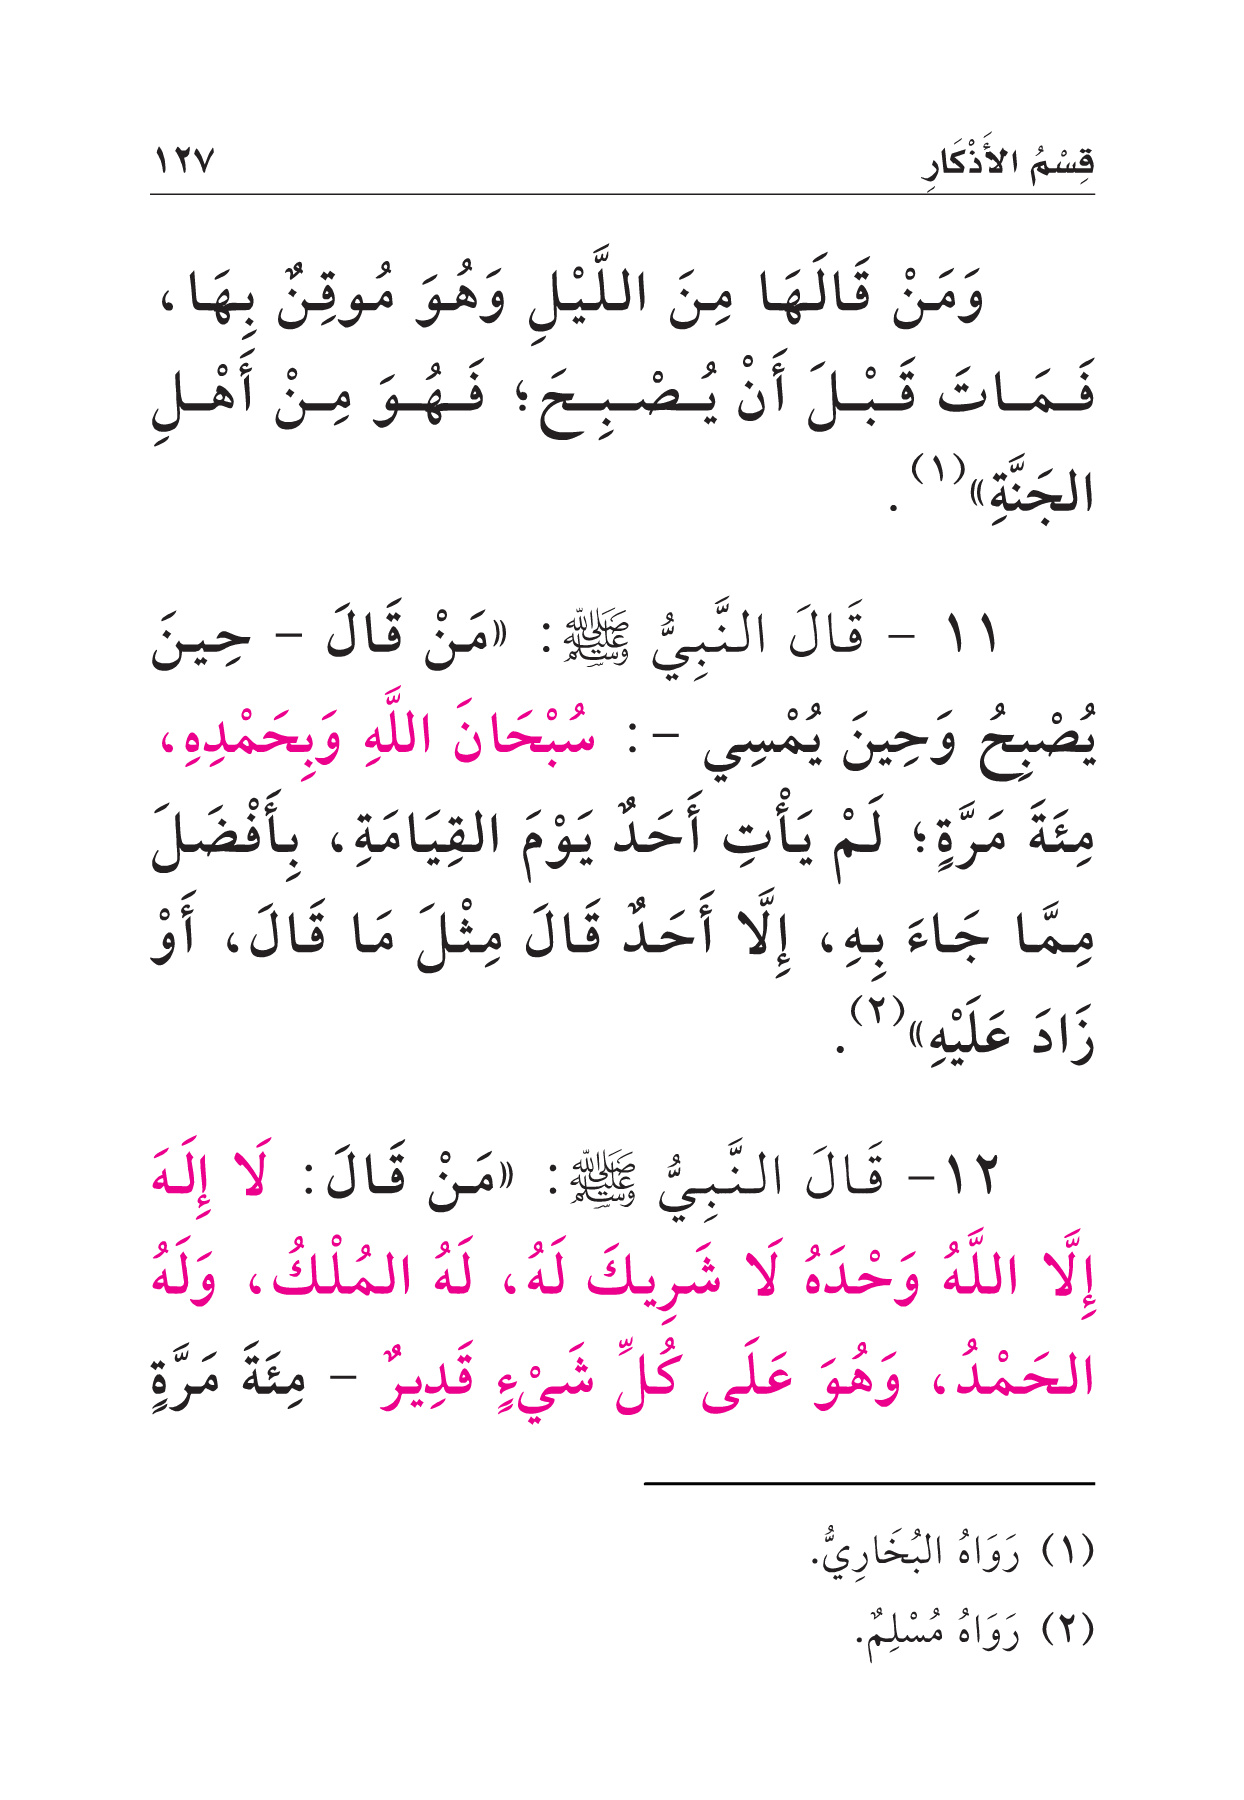 قِسْمُ الأَذْكَارِ ١٢٧
وَمَنْ قَالَهَا مِنَ اللَّيْلِ وَهُوَ مُوقِنٌ بِهَا،
فَمَاتَ قَبْلَ أَنْ يُصْبِحَ؛ فَهُوَ مِنْ أَهْلِ
الجَنَّةِ»(١).
١١ - قَالَ النَّبِيُّ ﷺ: «مَنْ قَالَ - حِينَ
يُصْبِحُ وَحِينَ يُمْسِي -: سُبْحَانَ اللَّهِ وَبِحَمْدِهِ،
مِئَةَ مَرَّةٍ؛ لَمْ يَأْتِ أَحَدٌ يَوْمَ القِيَامَةِ، بِأَفْضَلَ
مِمَّا جَاءَ بِهِ، إِلَّا أَحَدٌ قَالَ مِثْلَ مَا قَالَ، أَوْ
زَادَ عَلَيْهِ»(٢).
١٢- قَالَ النَّبِيُّ ﷺ: «مَنْ قَالَ: لَا إِلَهَ
إِلَّا اللَّهُ وَحْدَهُ لَا شَرِيكَ لَهُ، لَهُ المُلْكُ، وَلَهُ
الحَمْدُ، وَهُوَ عَلَى كُلِّ شَيْءٍ قَدِيرٌ - مِئَةَ مَرَّةٍ
(١) رَوَاهُ البُخَارِيُّ.
(٢) رَوَاهُ مُسْلِمٌ.